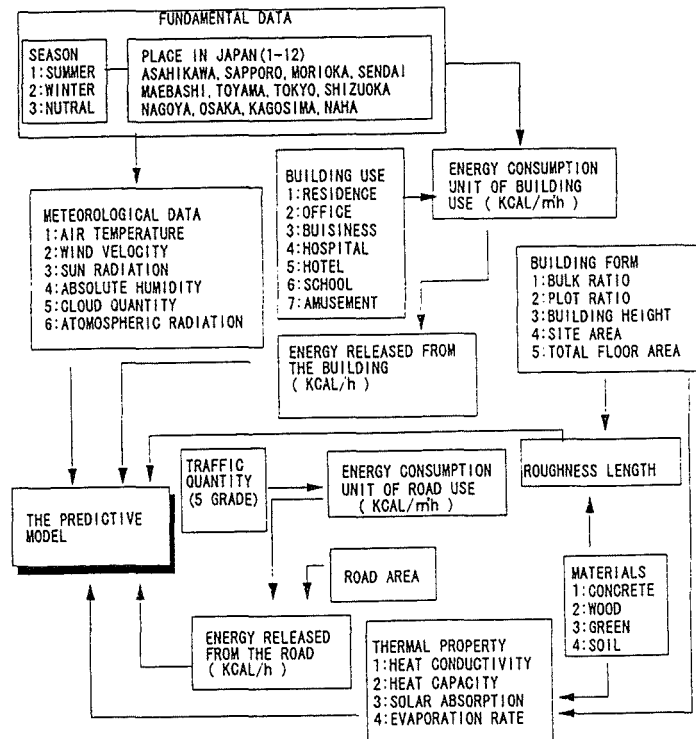 FUNDAMENTAL DATA
SEASON
1:SUMMER
2:WINTER
3:NUTRAL
PLACE IN JAPAN(1-12)
ASAHIKAWA, SAPPORO, MORIOKA, SENDAI
MAEBASHI, TOYAMA, TOKYO, SHIZUOKA
NAGOYA, OSAKA, KAGOSIMA, NAHA
BUILDING USE
1:RESIDENCE
2:OFFICE
3:BUISINESS
4:HOSPITAL
5:HOTEL
6:SCHOOL
7:AMUSEMENT
ENERGY CONSUMPTION
UNIT OF BUILDING
USE ( KCAL/m²h )
METEOROLOGICAL DATA
1:AIR TEMPERATURE
2:WIND VELOCITY
3:SUN RADIATION
4:ABSOLUTE HUMIDITY
5:CLOUD QUANTITY
6:ATOMOSPHERIC RADIATION
BUILDING FORM
1:BULK RATIO
2:PLOT RATIO
3:BUILDING HEIGHT
4:SITE AREA
5:TOTAL FLOOR AREA
ENERGY RELEASED FROM
THE BUILDING
( KCAL/h )
TRAFFIC
QUANTITY
(5 GRADE)
ENERGY CONSUMPTION
UNIT OF ROAD USE
( KCAL/m²h )
ROUGHNESS LENGTH
THE PREDICTIVE
MODEL
ROAD AREA
MATERIALS
1:CONCRETE
2:WOOD
3:GREEN
4:SOIL
ENERGY RELEASED
FROM THE ROAD
( KCAL/h )
THERMAL PROPERTY
1:HEAT CONDUCTIVITY
2:HEAT CAPACITY
3:SOLAR ABSORPTION
4:EVAPORATION RATE